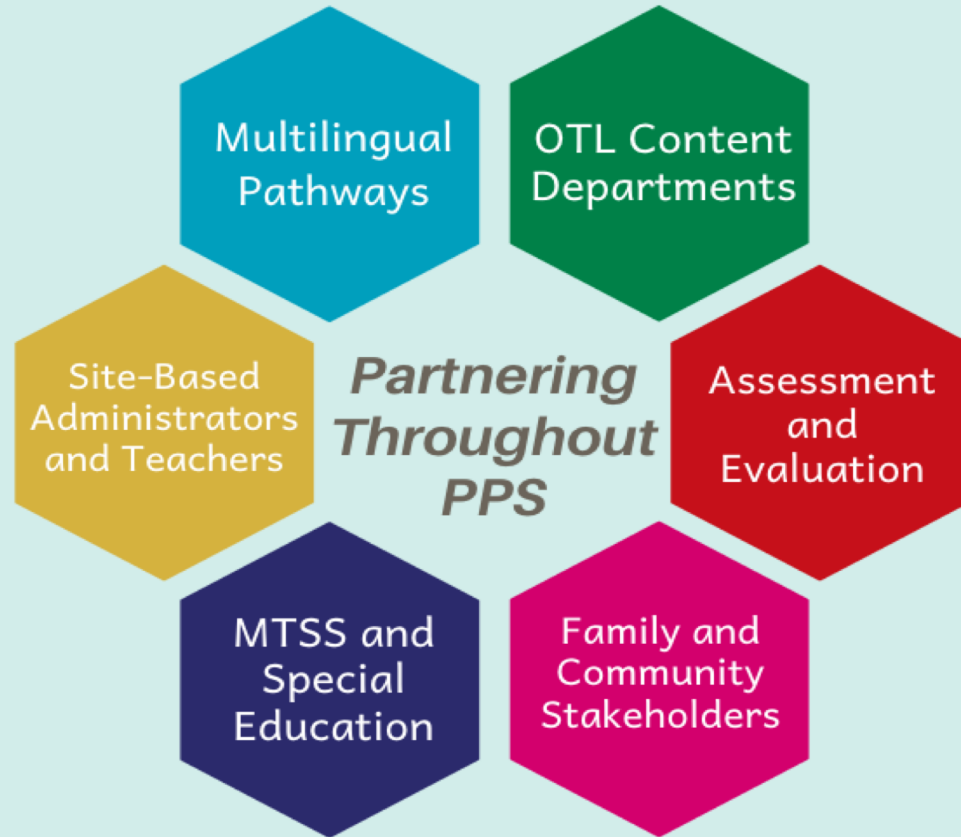 Multilingual
Pathways
OTL Content
Departments
Site-Based
Administrators
and Teachers
Partnering
Throughout
PPS
Assessment
and
Evaluation
MTSS and
Special
Education
Family and
Community
Stakeholders